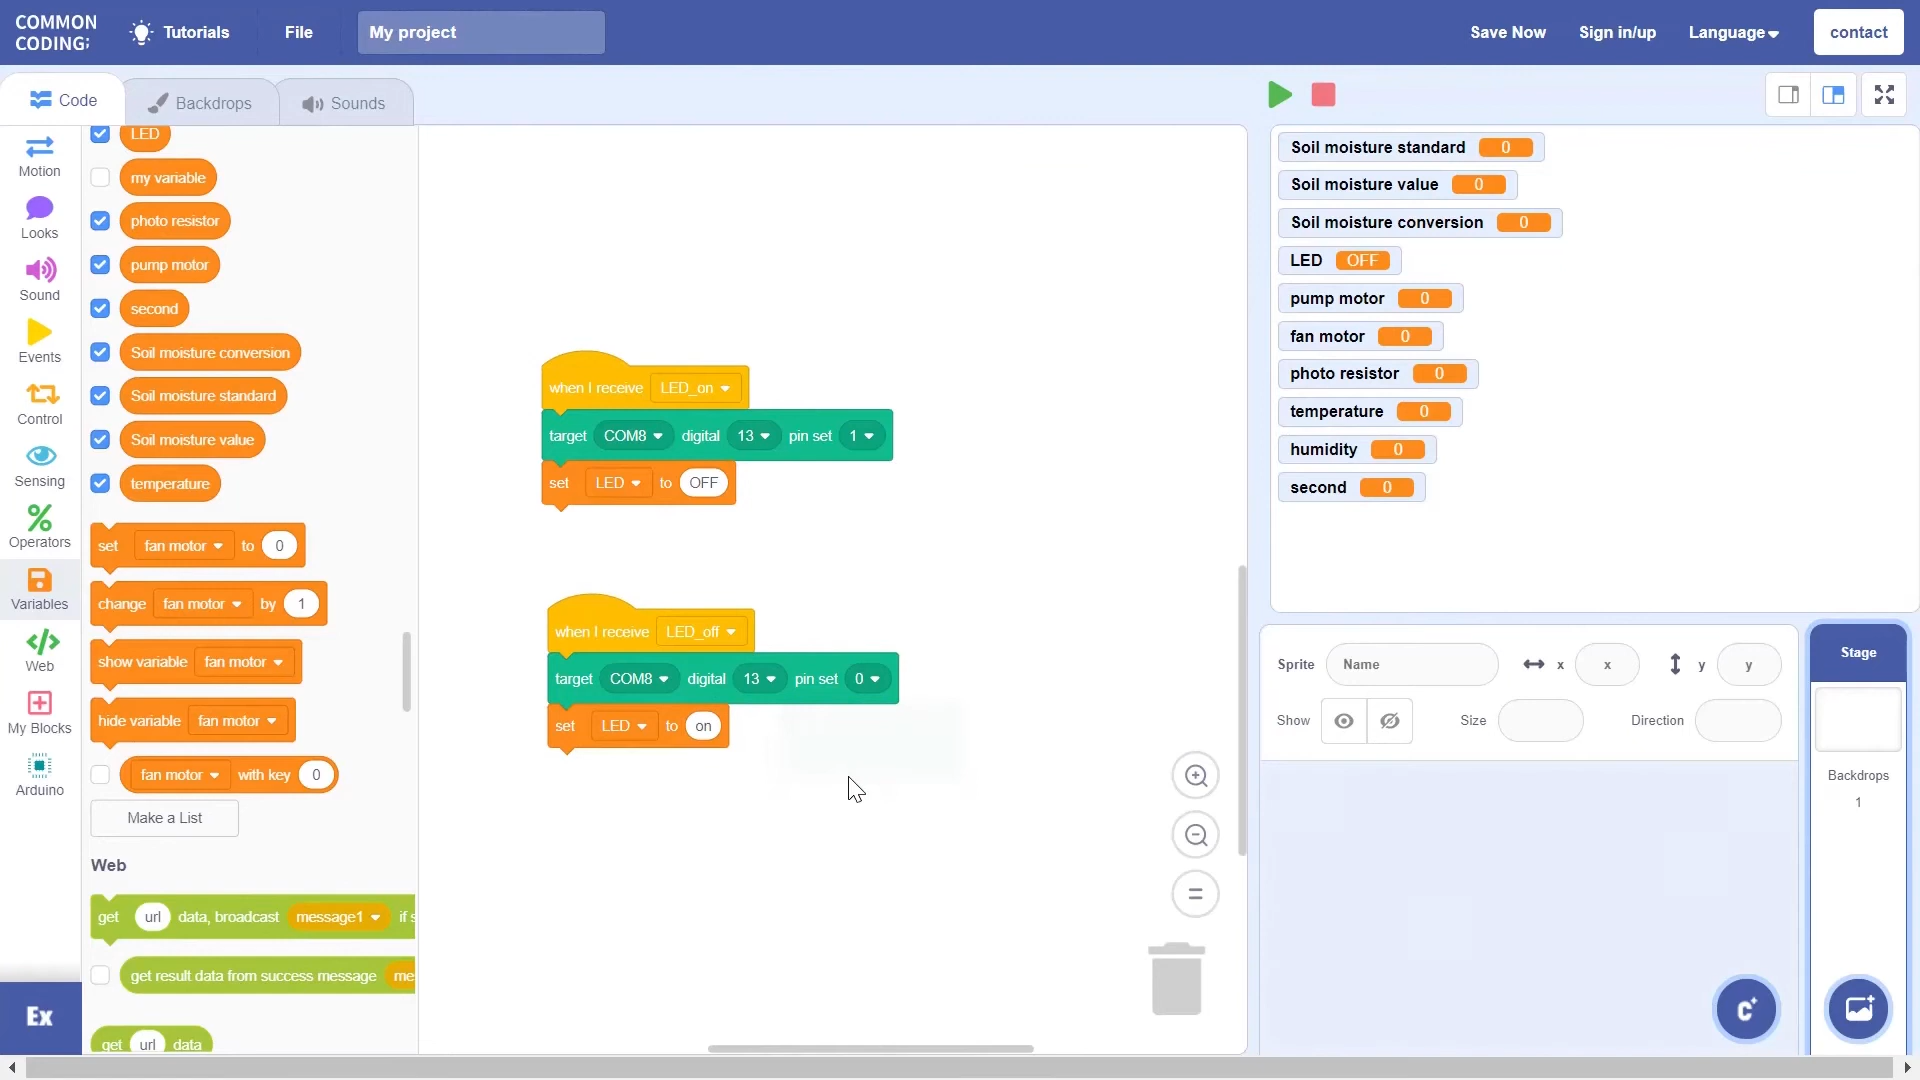 COMMON
CODING;
Tutorials
File
My project
Save Now
Sign in/up
Language
contact
Code
Backdrops
Sounds
Motion
Looks
Sound
Events
Control
Sensing
Operators
Variables
Web
My Blocks
Arduino
Ex
LED
my variable
photo resistor
pump motor
second
Soil moisture conversion
Soil moisture standard
Soil moisture value
temperature
set fan motor to 0
change fan motor by 1
show variable fan motor
hide variable fan motor
fan motor with key 0
Make a List
Web
get url data, broadcast message1 if s
get result data from success message me
get url data
when I receive LED_on
target COM8 digital 13 pin set 1
set LED to OFF
when I receive LED_off
target COM8 digital 13 pin set 0
set LED to on
Soil moisture standard 0
Soil moisture value 0
Soil moisture conversion 0
LED OFF
pump motor 0
fan motor 0
photo resistor 0
temperature 0
humidity 0
second 0
Sprite Name x x y y
Show Size Direction
Stage
Backdrops
1